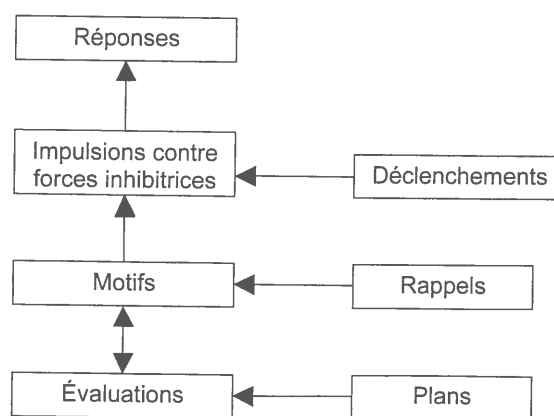 Réponses
Impulsions contre
forces inhibitrices
Déclenchements
Motifs
Rappels
Évaluations
Plans